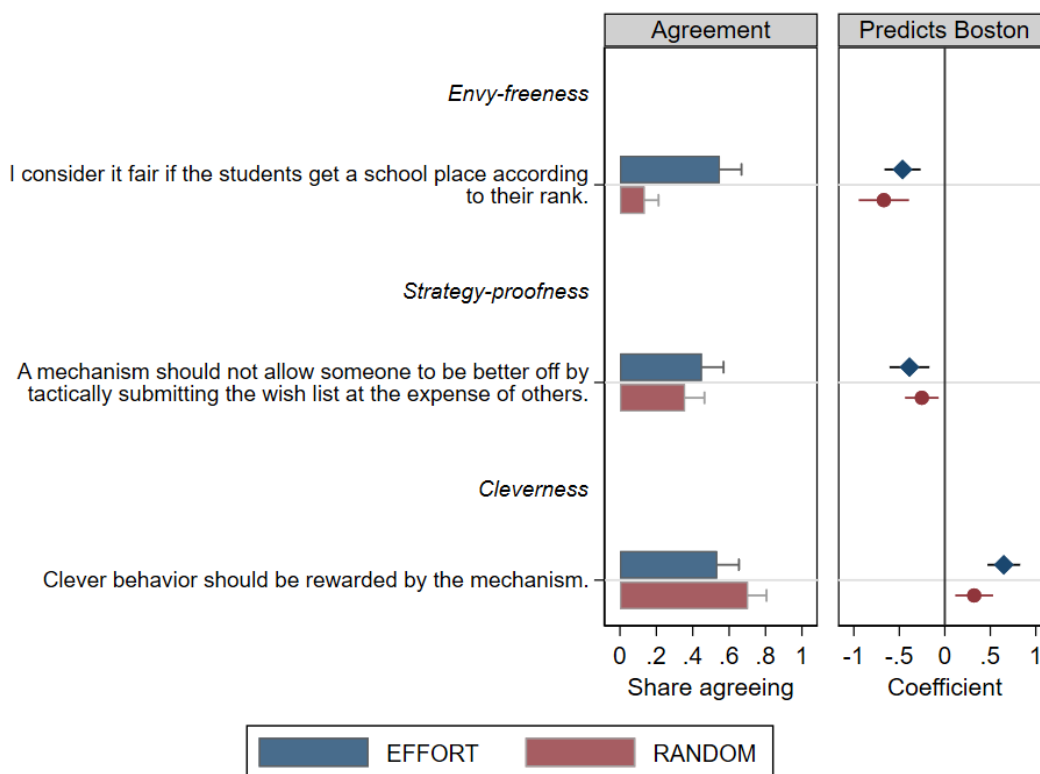 Agreement
Predicts Boston
Envy-freeness
I consider it fair if the students get a school place according
to their rank.
Strategy-proofness
A mechanism should not allow someone to be better off by
tactically submitting the wish list at the expense of others.
Cleverness
Clever behavior should be rewarded by the mechanism.
0 .2 .4 .6 .8 1
-1 -.5 0 .5 1
Share agreeing
Coefficient
EFFORT
RANDOM